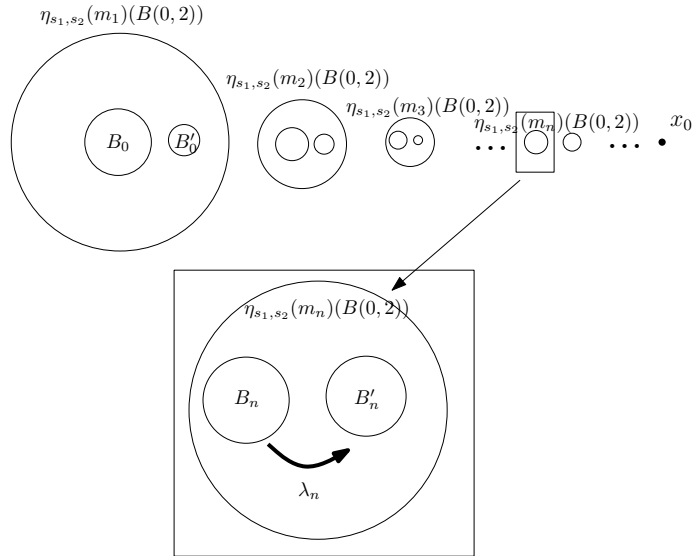 η_{s_1,s_2}(m_1)(B(0, 2))
η_{s_1,s_2}(m_2)(B(0, 2))
η_{s_1,s_2}(m_3)(B(0, 2))
η_{s_1,s_2}(m_n)(B(0, 2))
x_0
B_0
B'_0
...
...
η_{s_1,s_2}(m_n)(B(0, 2))
B_n
B'_n
λ_n